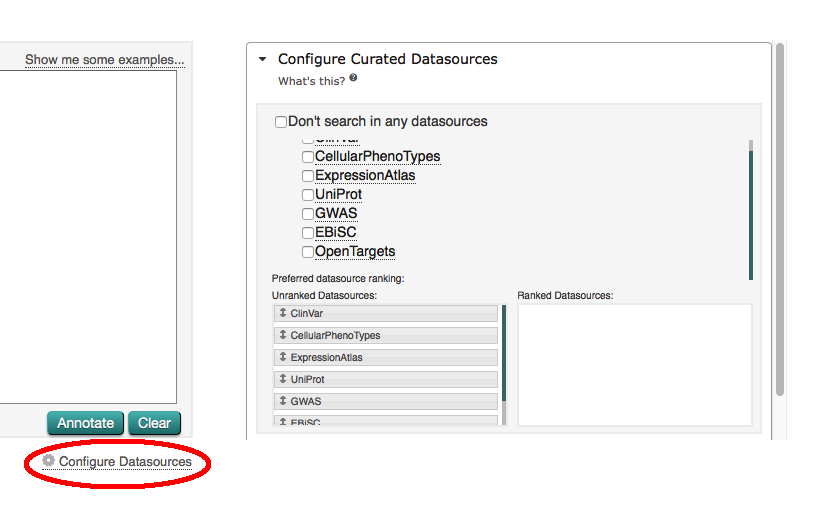 Show me some examples...
Annotate
Clear
Configure Datasources
Configure Curated Datasources
What's this? ?
Don't search in any datasources
ClinVar
CellularPhenoTypes
ExpressionAtlas
UniProt
GWAS
EBiSC
OpenTargets
Preferred datasource ranking:
Unranked Datasources:
Ranked Datasources:
ClinVar
CellularPhenoTypes
ExpressionAtlas
UniProt
GWAS
EBiSC